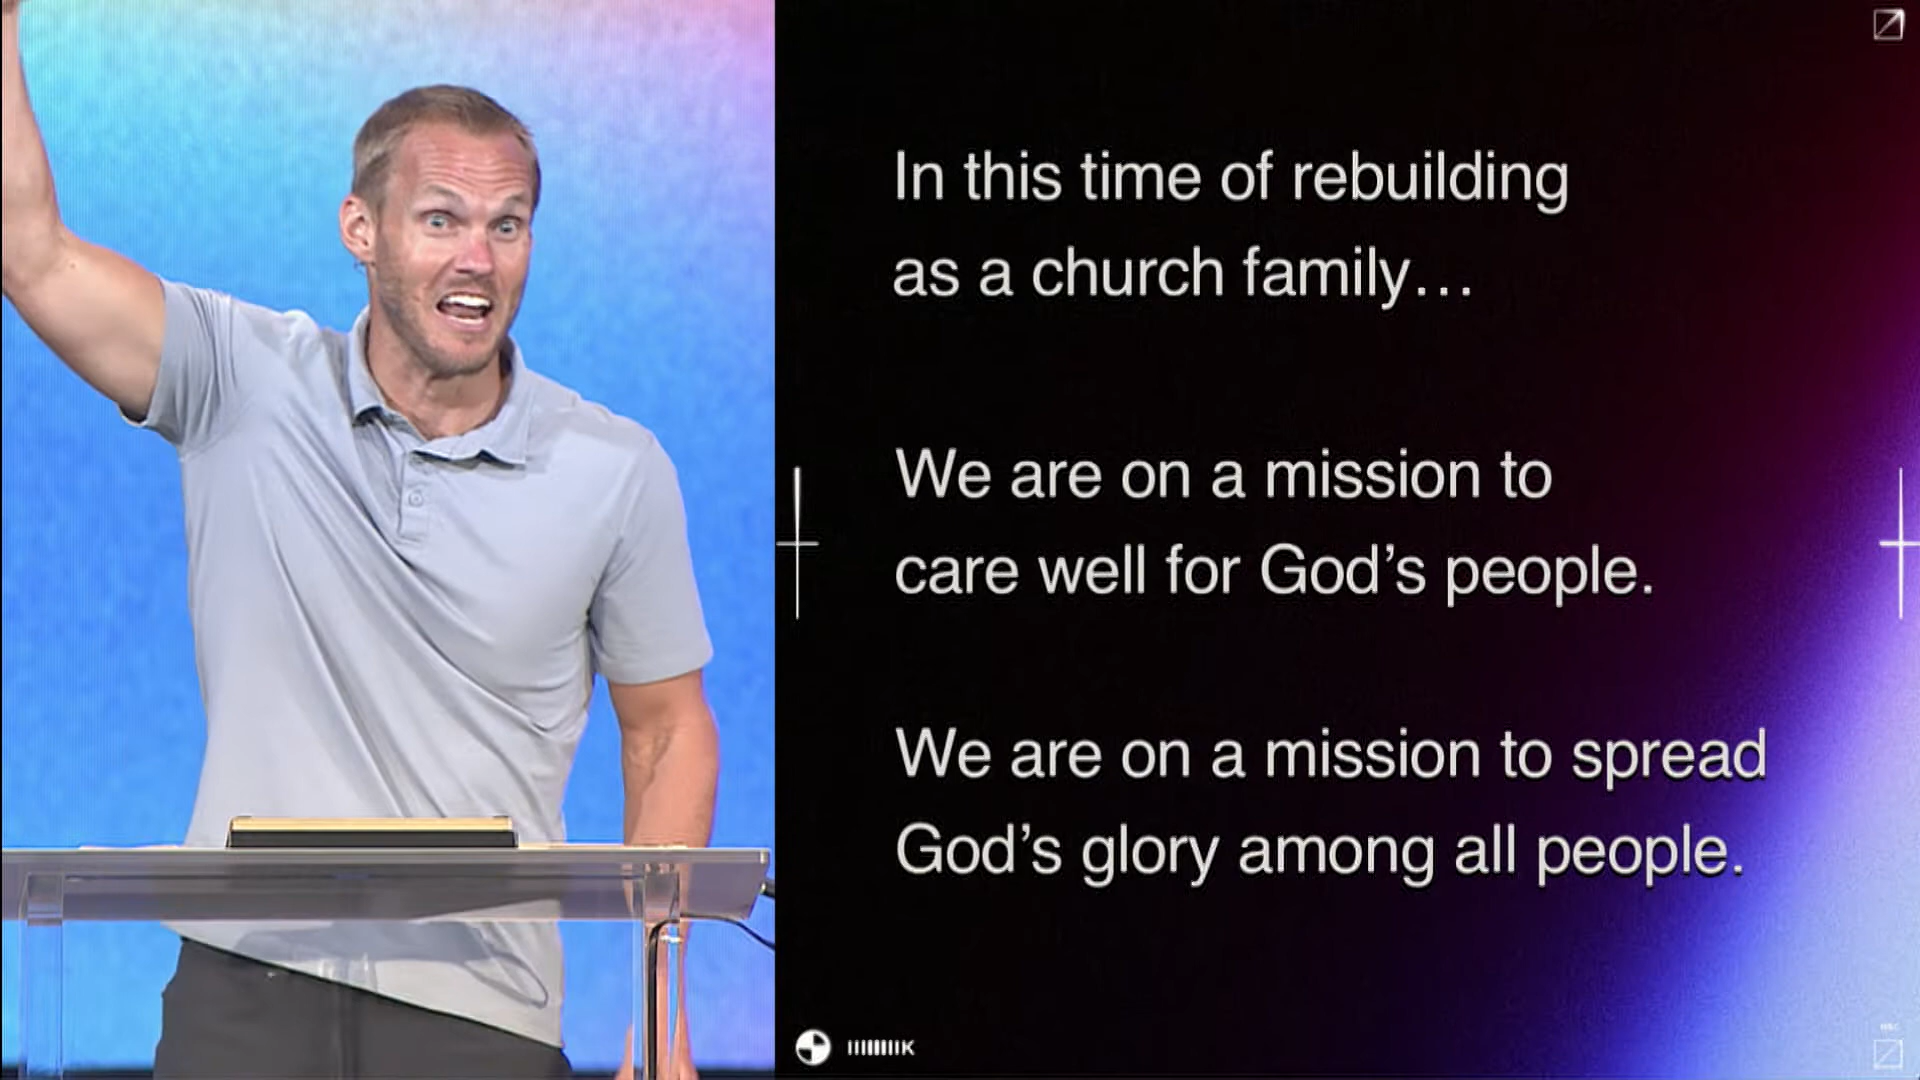 In this time of rebuilding
as a church family…
We are on a mission to
care well for God’s people.
We are on a mission to spread
God’s glory among all people.